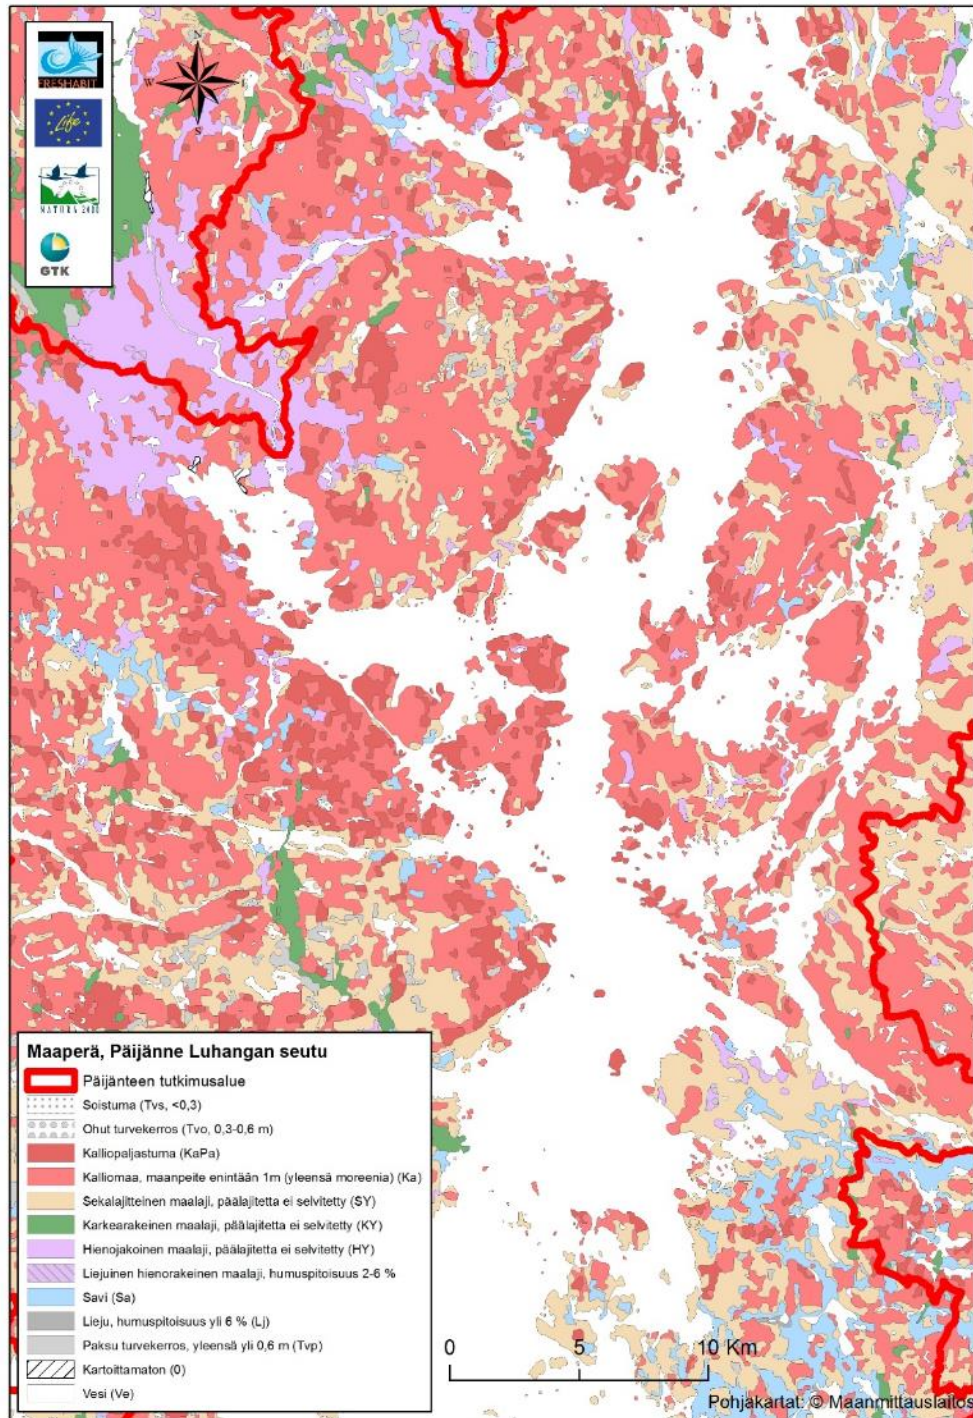 FRESHABIT
Life
NATURA 2000
GTK
N
W
E
S
Maaperä, Päijänne Luhangan seutu
Päijänteen tutkimusalue
Soistuma (Tvs, <0,3)
Ohut turvekerros (Tvo, 0,3-0,6 m)
Kalliopaljastuma (KaPa)
Kalliomaa, maanpeite enintään 1m (yleensä moreenia) (Ka)
Sekalajitteinen maalaji, päälajitetta ei selvitetty (SY)
Karkearakeinen maalaji, päälajitetta ei selvitetty (KY)
Hienojakoinen maalaji, päälajitetta ei selvitetty (HY)
Liejuinen hienorakeinen maalaji, humuspitoisuus 2-6 %
Savi (Sa)
Lieju, humuspitoisuus yli 6 % (Lj)
Paksu turvekerros, yleensä yli 0,6 m (Tvp)
Kartoittamaton (0)
Vesi (Ve)
0 5 10 Km
Pohjakartat: © Maanmittauslaitos